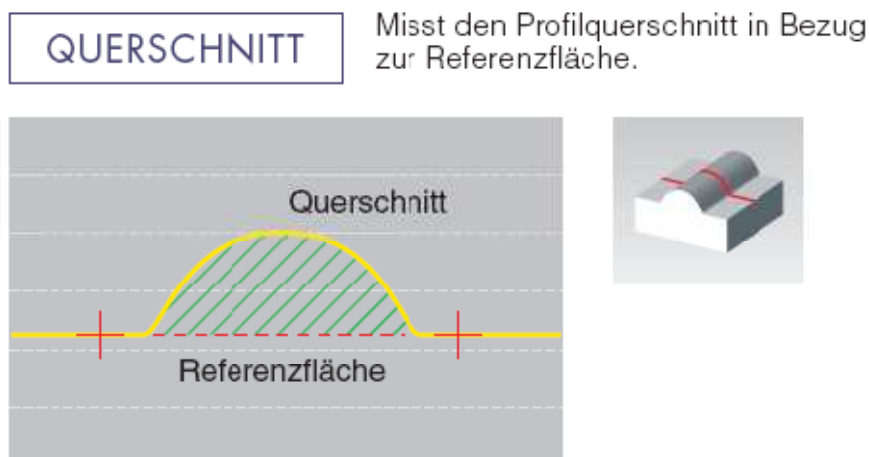 QUERSCHNITT
Misst den Profilquerschnitt in Bezug
zur Referenzfläche.
Querschnitt
Referenzfläche